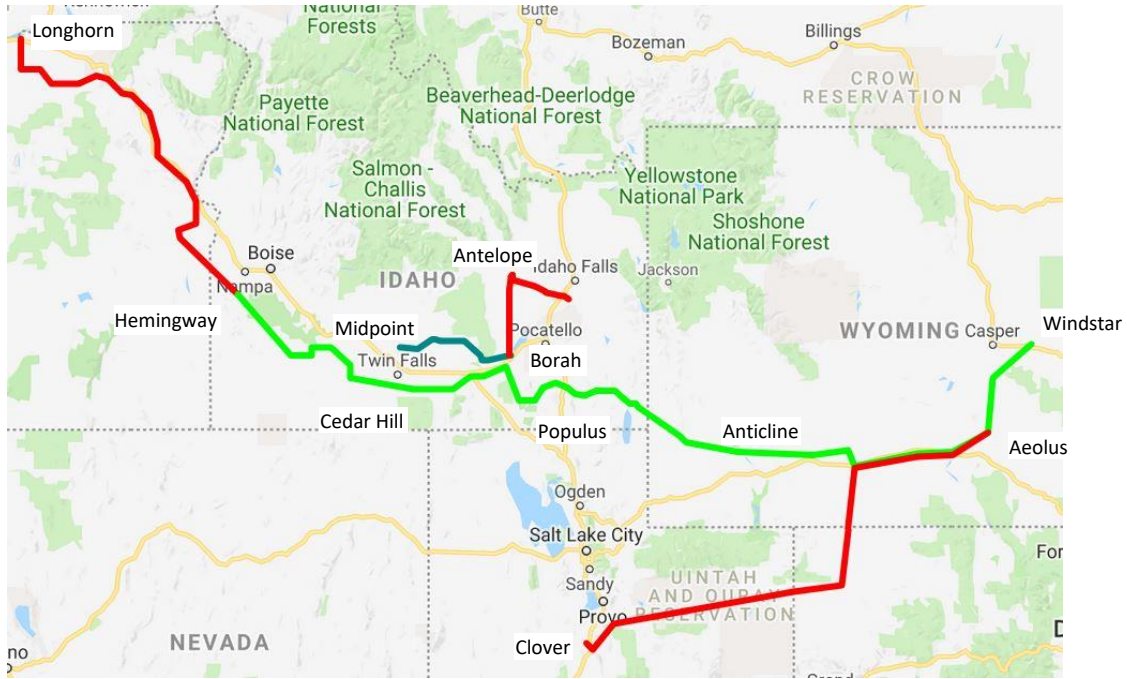 National
Forests
Butte
Longhorn
Bozeman
Billings
CROW
RESERVATION
Payette
National Forest
Beaverhead-Deerlodge
National Forest
Salmon -
Challis
National Forest
Yellowstone
National Park
Shoshone
National Forest
Boise
Nampa
Antelope
Idaho Falls
IDAHO
Jackson
Hemingway
Midpoint
Pocatello
Twin Falls
Borah
WYOMING
Casper
Windstar
Cedar Hill
Populus
Anticline
Aeolus
Ogden
Salt Lake City
Sandy
Provo
UINTAH
AND OURAY
RESERVATION
For
NEVADA
Clover
no